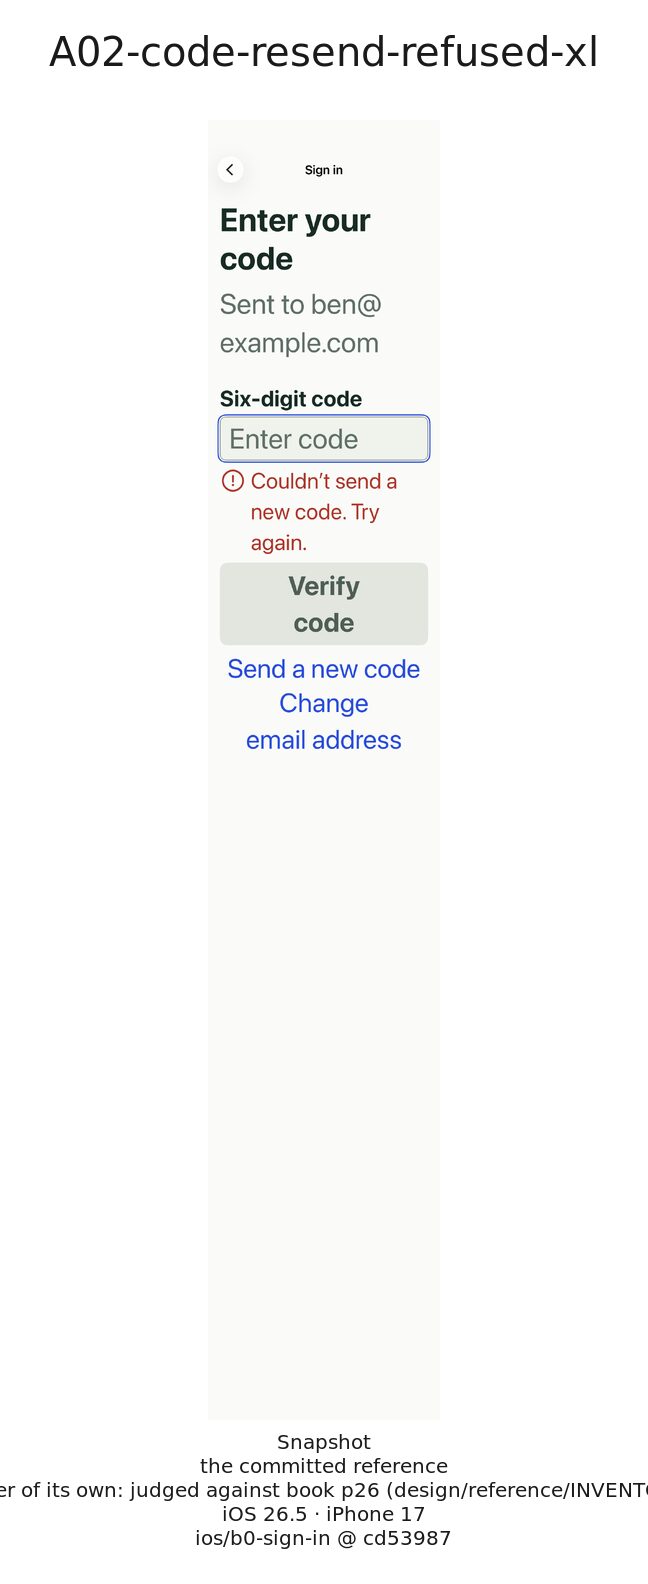 A02-code-resend-refused-xl
Sign in
Enter your
code
Sent to ben@
example.com
Six-digit code
Enter code
Couldn’t send a
new code. Try
again.
Verify
code
Send a new code
Change
email address
Snapshot
the committed reference
of its own: judged against book p26 (design/reference/
iOS 26.5 · iPhone 17
ios/b0-sign-in @ cd53987